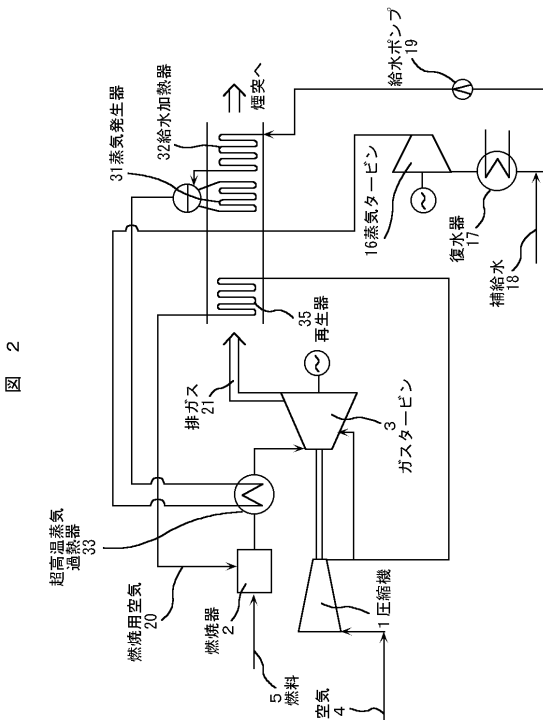 図 2
超高温蒸気
過熱器
33
燃焼用空気
20
燃焼器
2
5
燃料
空気
4
1圧縮機
排ガス
21
3
ガスタービン
35
再生器
31蒸気発生器
32給水加熱器
煙突へ
16蒸気タービン
復水器
17
補給水
18
給水ポンプ
19